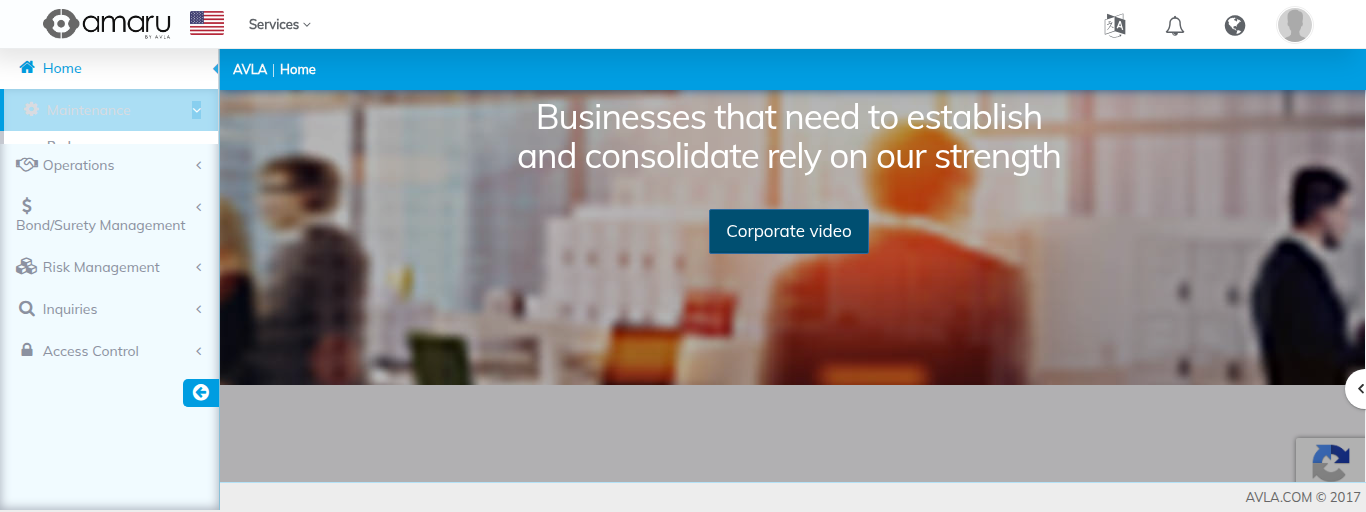 amaru
BY AVLA
Services
Home
AVLA | Home
Maintenance
Operations
$
Bond/Surety Management
Risk Management
Inquiries
Access Control
Businesses that need to establish
and consolidate rely on our strength
Corporate video
AVLA.COM © 2017